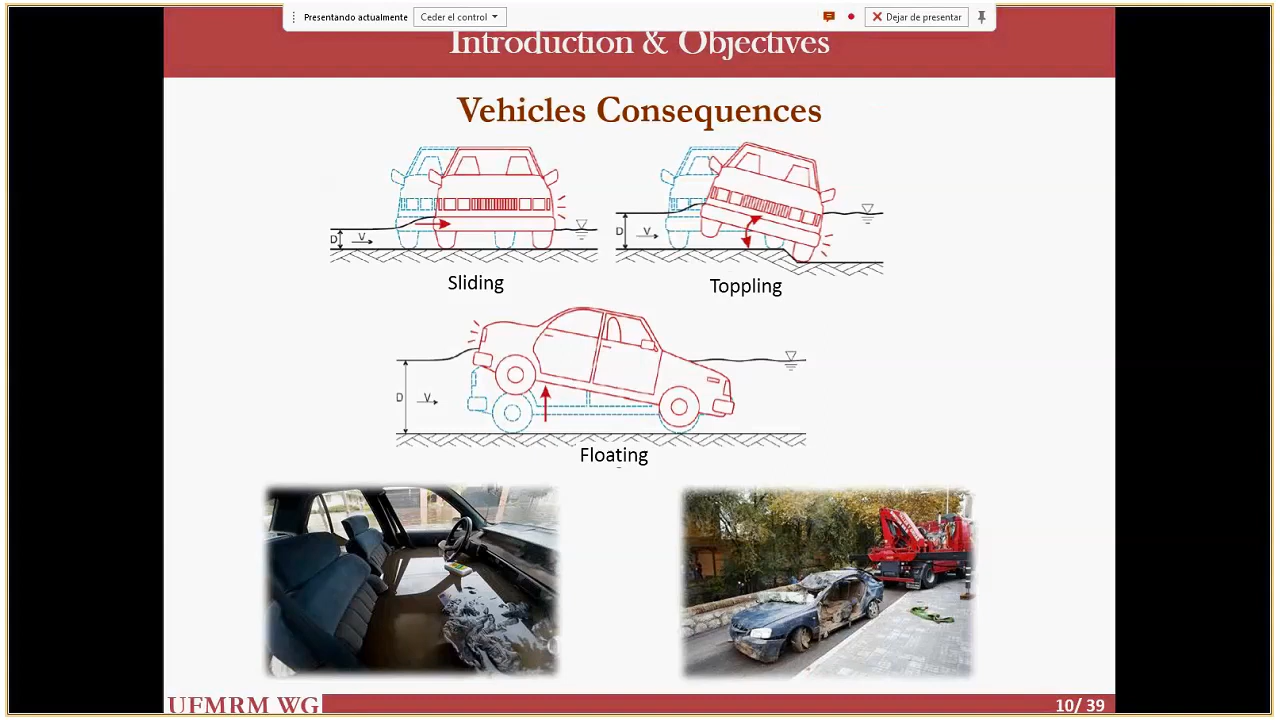 Presentando actualmente
Ceder el control
Dejar de presentar
Introduction & Objectives
Vehicles Consequences
D
V
D
V
Sliding
Toppling
D
V
Floating
UFMRM WG
10/ 39